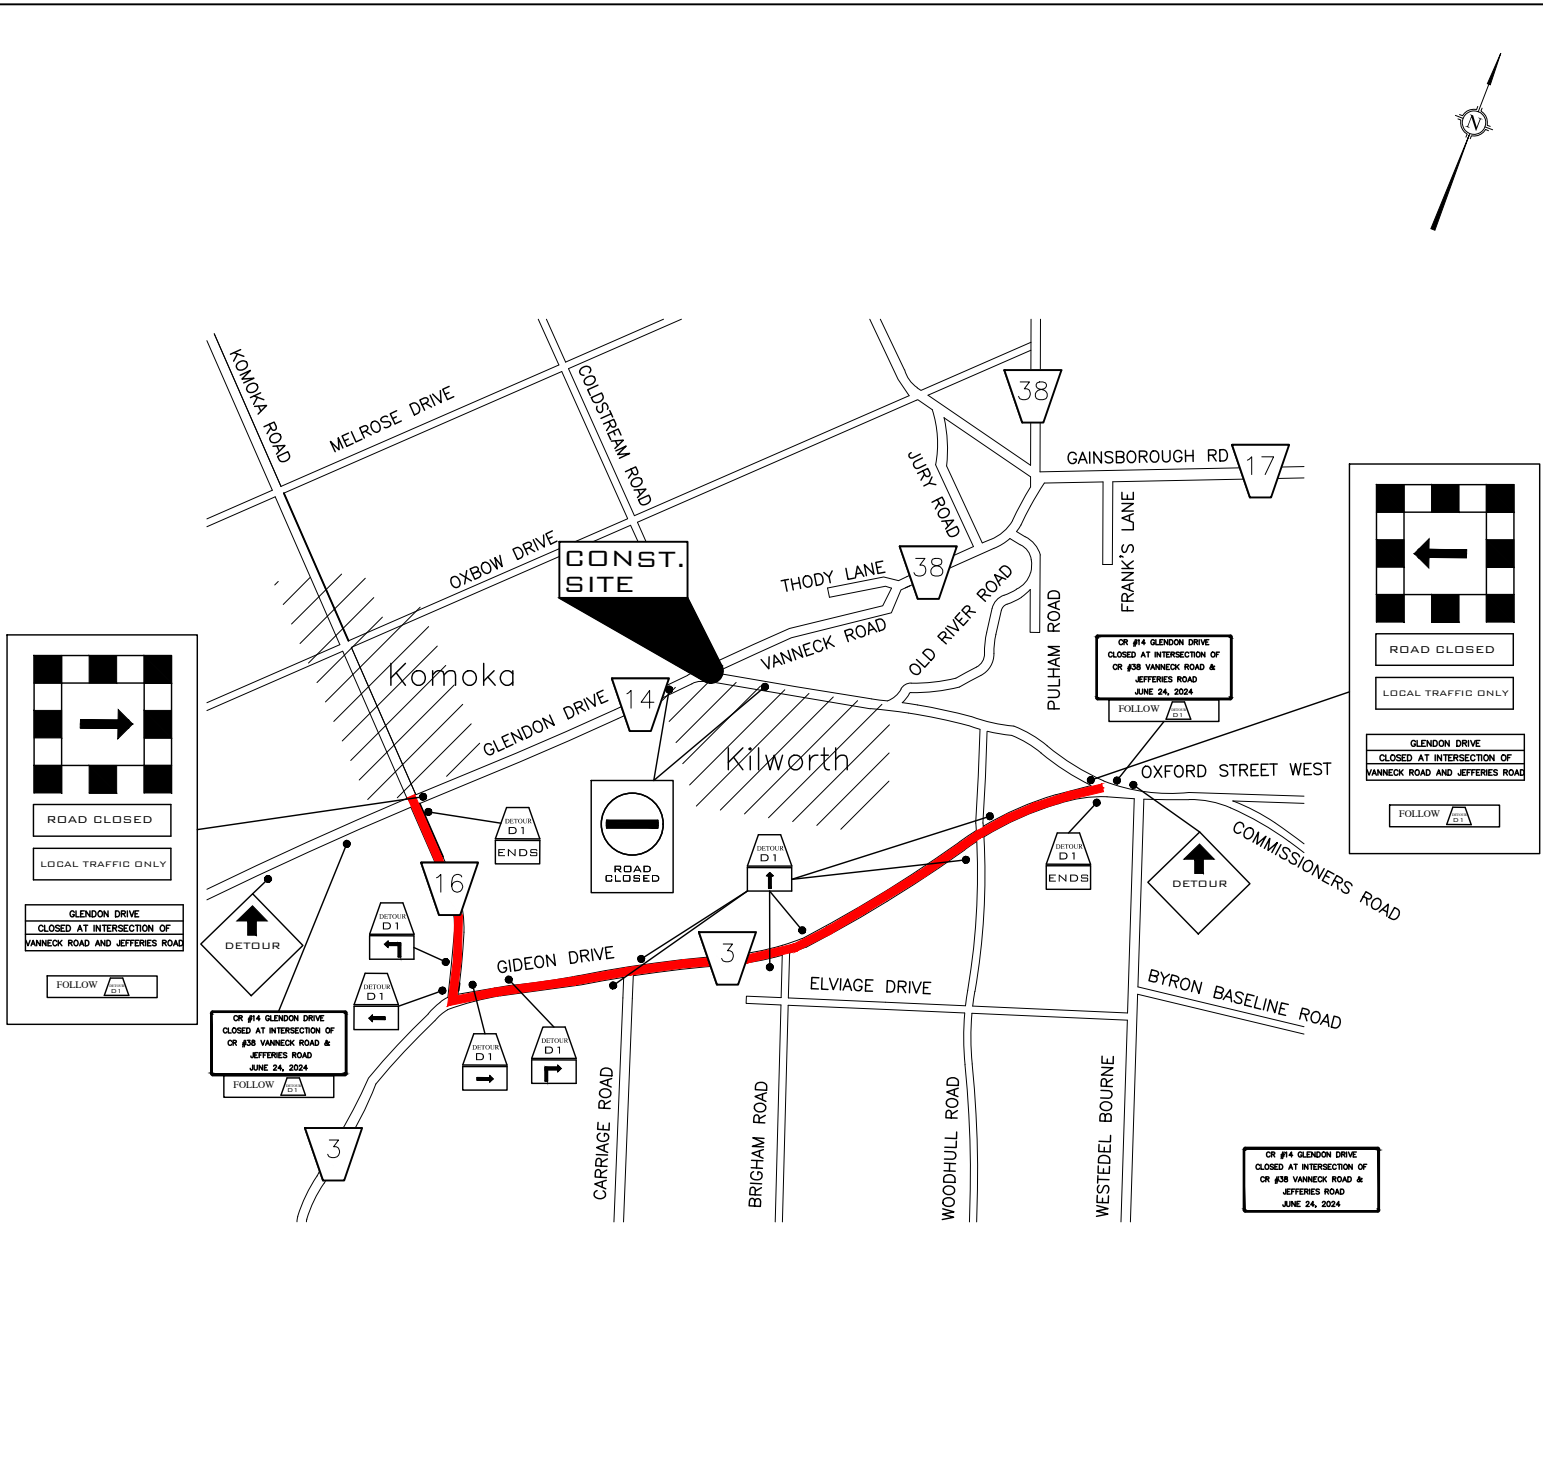 N
KOMOKA ROAD
MELROSE DRIVE
COLDSTREAM ROAD
OXBOW DRIVE
CONST.
SITE
38
GAINSBOROUGH RD
17
JURY ROAD
FRANK'S LANE
THODY LANE
38
VANNECK ROAD
OLD RIVER ROAD
PULHAM ROAD
Komoka
GLENDON DRIVE
14
Kilworth
OXFORD STREET WEST
COMMISSIONERS ROAD
ROAD CLOSED
LOCAL TRAFFIC ONLY
GLENDON DRIVE
CLOSED AT INTERSECTION OF
VANNECK ROAD AND JEFFERIES ROAD
FOLLOW DETOUR
D1
CR #14 GLENDON DRIVE
CLOSED AT INTERSECTION OF
CR #38 VANNECK ROAD &
JEFFERIES ROAD
JUNE 24, 2024
FOLLOW DETOUR
D1
ROAD CLOSED
LOCAL TRAFFIC ONLY
GLENDON DRIVE
CLOSED AT INTERSECTION OF
VANNECK ROAD AND JEFFERIES ROAD
FOLLOW DETOUR
D1
DETOUR
D1
ENDS
ROAD
CLOSED
DETOUR
D1
DETOUR
D1
ENDS
DETOUR
16
DETOUR
D1
DETOUR
DETOUR
D1
GIDEON DRIVE
3
ELVIAGE DRIVE
BYRON BASELINE ROAD
CR #14 GLENDON DRIVE
CLOSED AT INTERSECTION OF
CR #38 VANNECK ROAD &
JEFFERIES ROAD
JUNE 24, 2024
FOLLOW DETOUR
D1
DETOUR
D1
DETOUR
D1
3
CARRIAGE ROAD
BRIGHAM ROAD
WOODHULL ROAD
WESTEDEL BOURNE
CR #14 GLENDON DRIVE
CLOSED AT INTERSECTION OF
CR #38 VANNECK ROAD &
JEFFERIES ROAD
JUNE 24, 2024